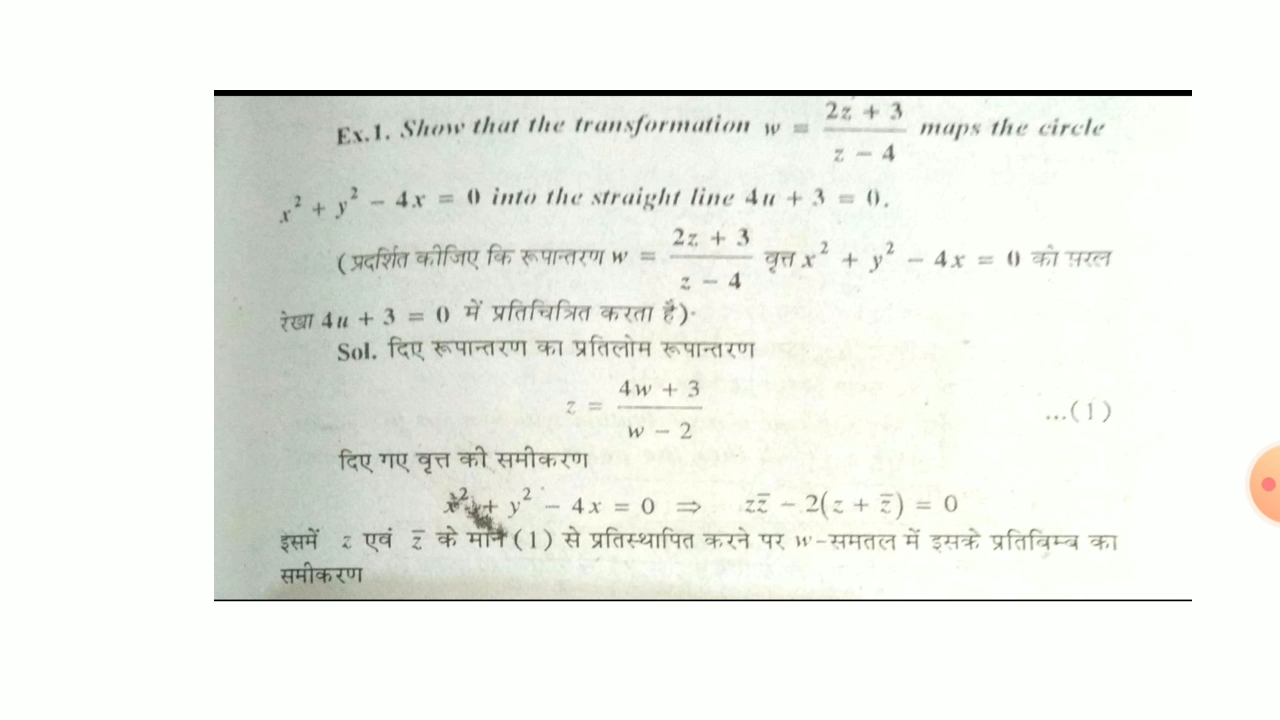 Ex.1. Show that the transformation w = (2z + 3)/(z - 4) maps the circle
x² + y² - 4x = 0 into the straight line 4u + 3 = 0.
(प्रदर्शित कीजिए कि रूपान्तरण w = (2z + 3)/(z - 4) वृत्त x² + y² - 4x = 0 को सरल
रेखा 4u + 3 = 0 में प्रतिचित्रित करता है)·
Sol. दिए रूपान्तरण का प्रतिलोम रूपान्तरण
z = (4w + 3)/(w - 2) ...(1)
दिए गए वृत्त की समीकरण
x² + y² - 4x = 0 ⇒ zz̄ - 2(z + z̄) = 0
इसमें z एवं z̄ के मान (1) से प्रतिस्थापित करने पर w-समतल में इसके प्रतिबिम्ब का
समीकरण